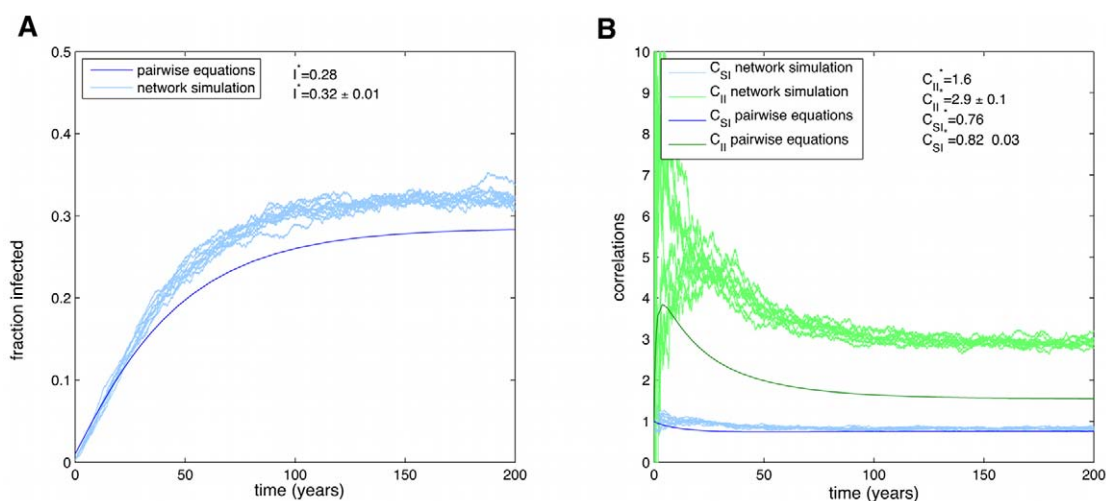 A
0.5
0.4
0.3
0.2
0.1
0
fraction infected
pairwise equations
network simulation
I*=0.28
I*=0.32 ± 0.01
0 50 100 150 200
time (years)
B
10
9
8
7
6
5
4
3
2
1
0
correlations
C_SI network simulation
C_II network simulation
C_SI pairwise equations
C_II pairwise equations
C_II*=1.6
C_II*=2.9 ± 0.1
C_SI*=0.76
C_SI*=0.82 0.03
0 50 100 150 200
time (years)